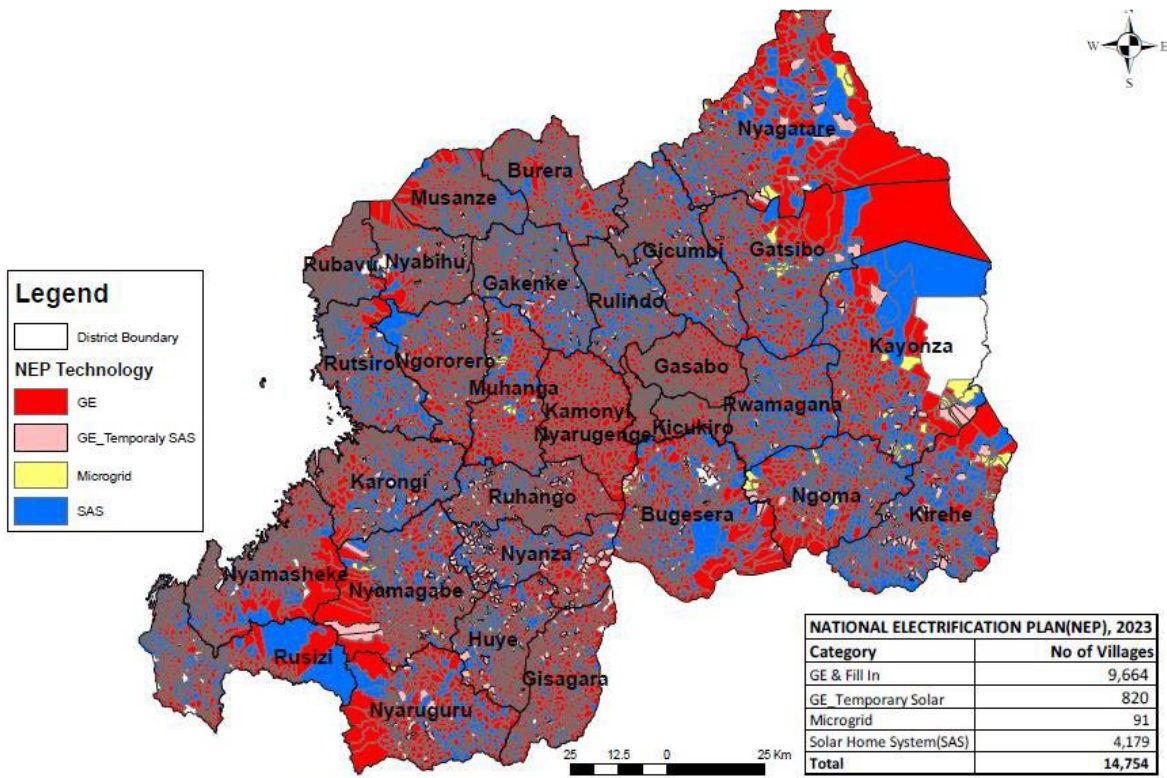 N
W E
S
Nyagatare
Burera
Musanze
Gicumbi
Gatsibo
Rubavu
Nyabihu
Gakenke
Rulindo
Kayonza
Rutsiro
Ngororero
Gasabo
Muhanga
Rwamagana
Kamonyi
Kicukiro
Nyarugenge
Karongi
Ruhango
Ngoma
Bugesera
Kirehe
Nyanza
Nyamasheke
Nyamagabe
Huye
Rusizi
Gisagara
Nyaruguru
Legend
District Boundary
NEP Technology
GE
GE_Temporaly SAS
Microgrid
SAS
25 12.5 0 25 Km
NATIONAL ELECTRIFICATION PLAN(NEP), 2023
Category No of Villages
GE & Fill In 9,664
GE_Temporary Solar 820
Microgrid 91
Solar Home System(SAS) 4,179
Total 14,754